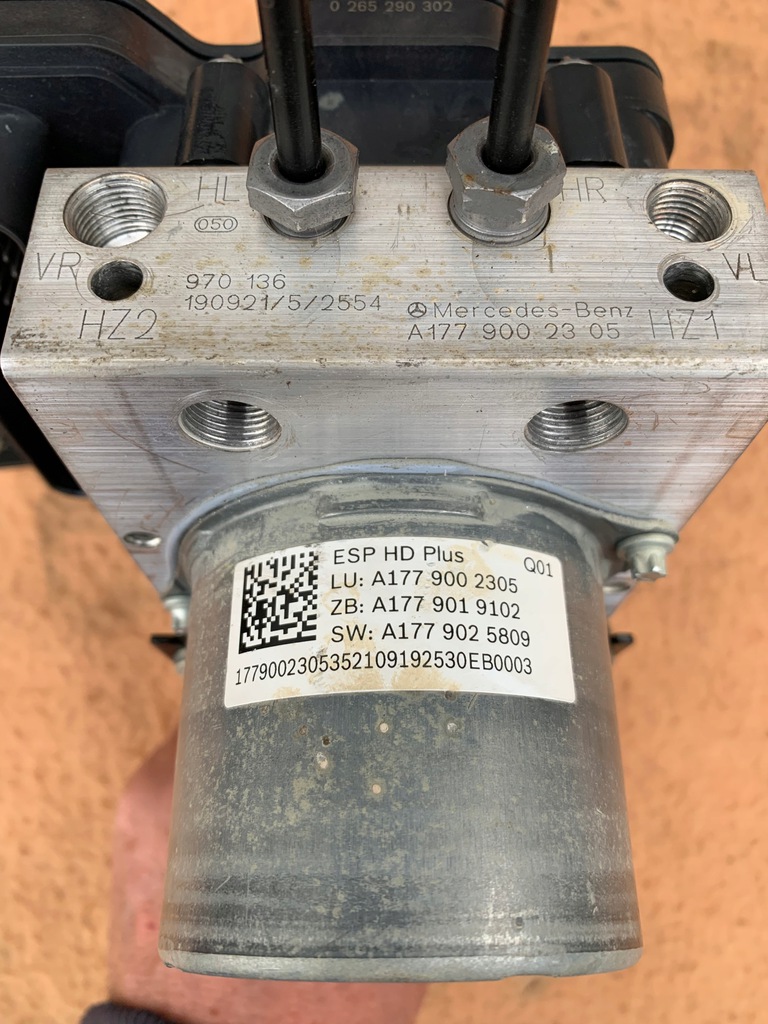 0 265 290 302
HL
HR
050
VR
VL
970 136
190921/5/2554
Mercedes-Benz
HZ2
A177 900 23 05
HZ1
ESP HD Plus
Q01
LU: A177 900 2305
ZB: A177 901 9102
SW: A177 902 5809
1779002305352109192530EB0003